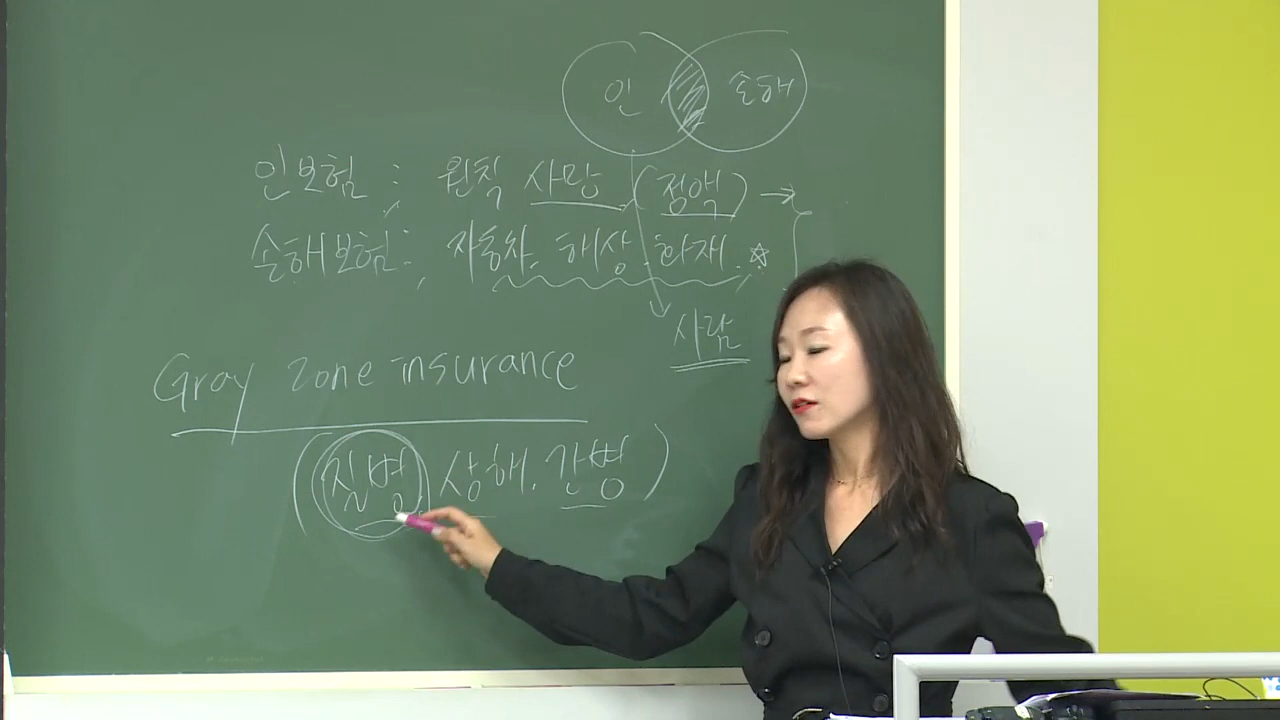 인 손해
인보험 : 원칙 사망 (정액) →
손해보험 : 자동차, 해상·화재. ☆
사람
Gray zone insurance
(질병, 상해. 간병)